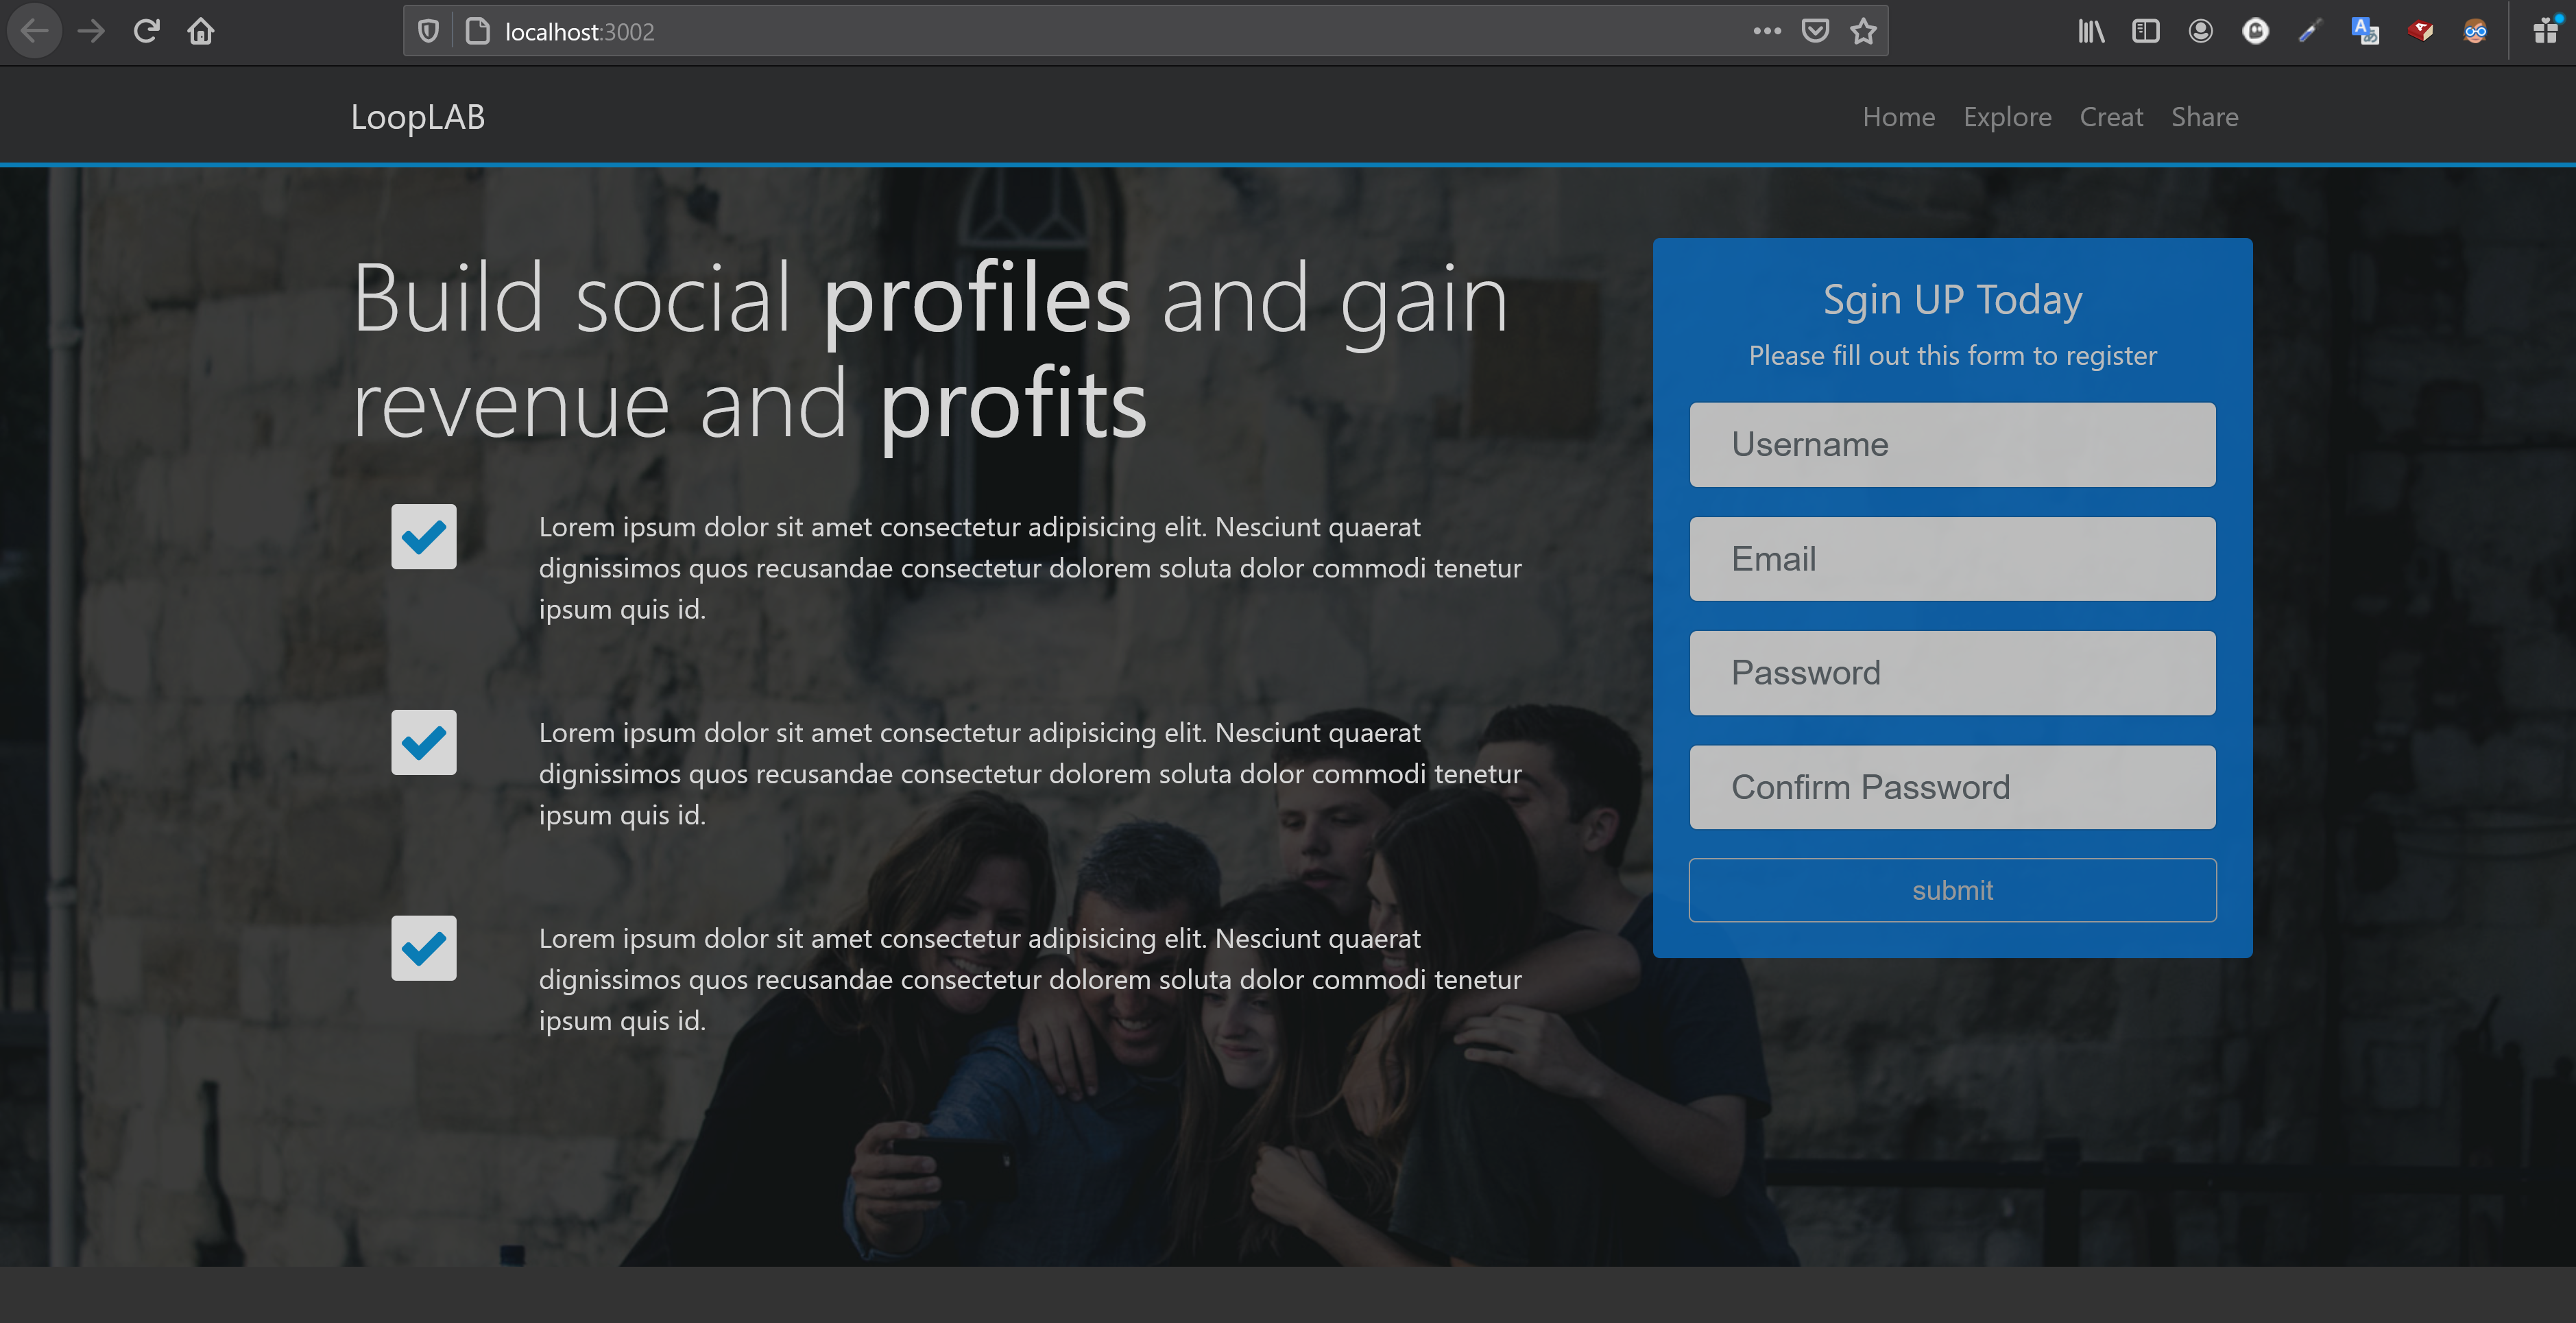 localhost:3002
LoopLAB
Home Explore Creat Share
Build social profiles and gain
revenue and profits
Lorem ipsum dolor sit amet consectetur adipisicing elit. Nesciunt quaerat
dignissimos quos recusandae consectetur dolorem soluta dolor commodi tenetur
ipsum quis id.
Lorem ipsum dolor sit amet consectetur adipisicing elit. Nesciunt quaerat
dignissimos quos recusandae consectetur dolorem soluta dolor commodi tenetur
ipsum quis id.
Lorem ipsum dolor sit amet consectetur adipisicing elit. Nesciunt quaerat
dignissimos quos recusandae consectetur dolorem soluta dolor commodi tenetur
ipsum quis id.
Sgin UP Today
Please fill out this form to register
Username
Email
Password
Confirm Password
submit